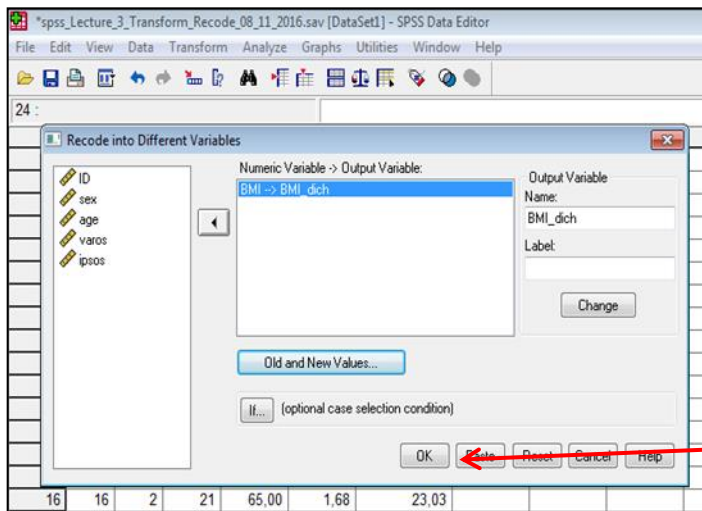 *spss_Lecture_3_Transform_Recode_08_11_2016.sav [DataSet1] - SPSS Data Editor
File Edit View Data Transform Analyze Graphs Utilities Window Help
24 :
Recode into Different Variables
Numeric Variable -> Output Variable:
BMI --> BMI_dich
ID
sex
age
varos
ipsos
Output Variable
Name:
BMI_dich
Label:
Change
Old and New Values...
If... (optional case selection condition)
OK Paste Reset Cancel Help
16 16 2 21 65,00 1,68 23,03